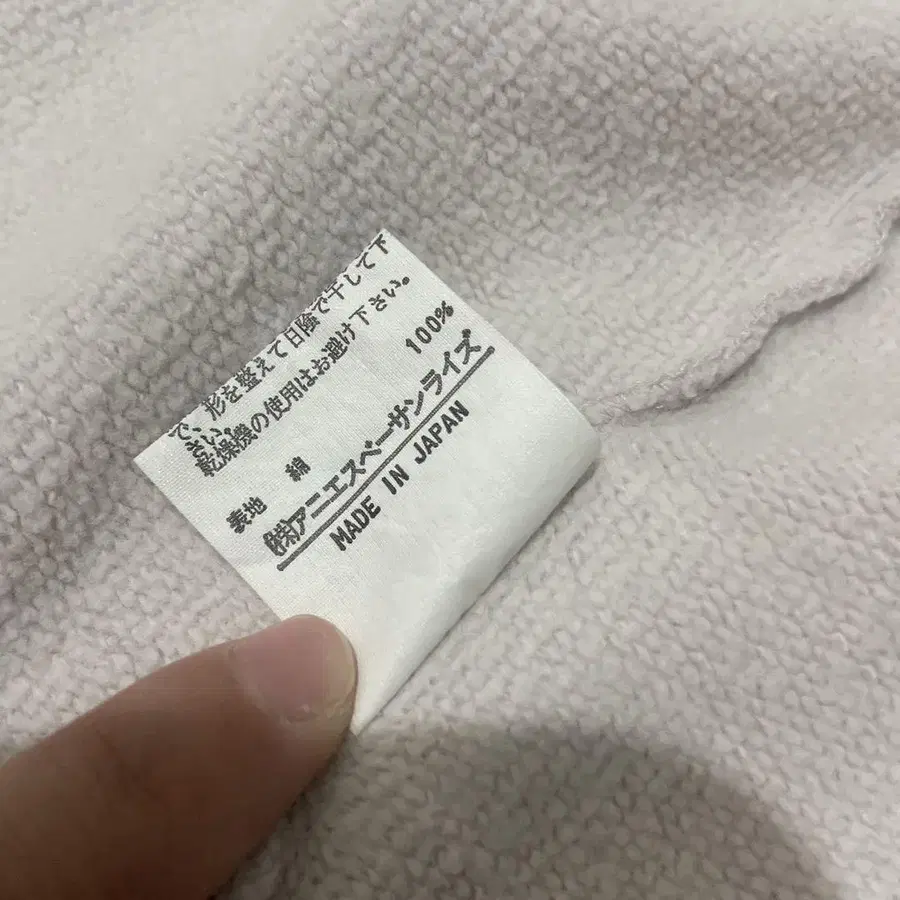 で、形を整えて日陰で干して下
さい。
乾燥機の使用はお避け下さい。
表地 綿 100%
㈱アニエスベーサンライズ
MADE IN JAPAN